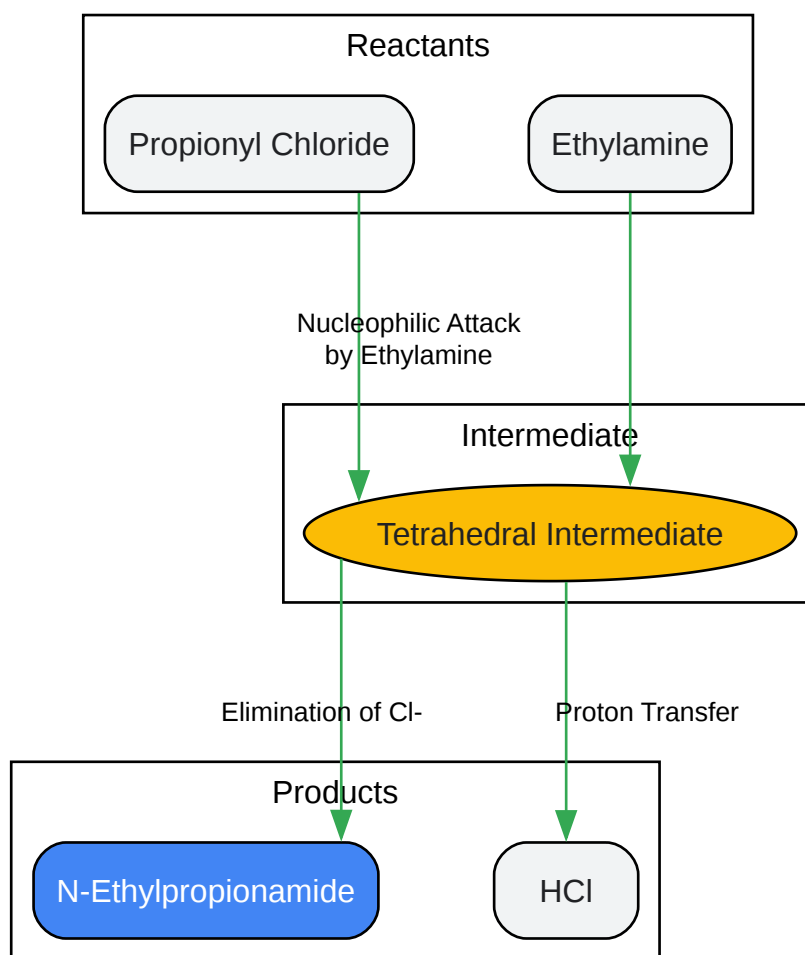 Reactants
Propionyl Chloride
Ethylamine
Nucleophilic Attack
by Ethylamine
Intermediate
Tetrahedral Intermediate
Elimination of Cl-
Proton Transfer
Products
N-Ethylpropionamide
HCl